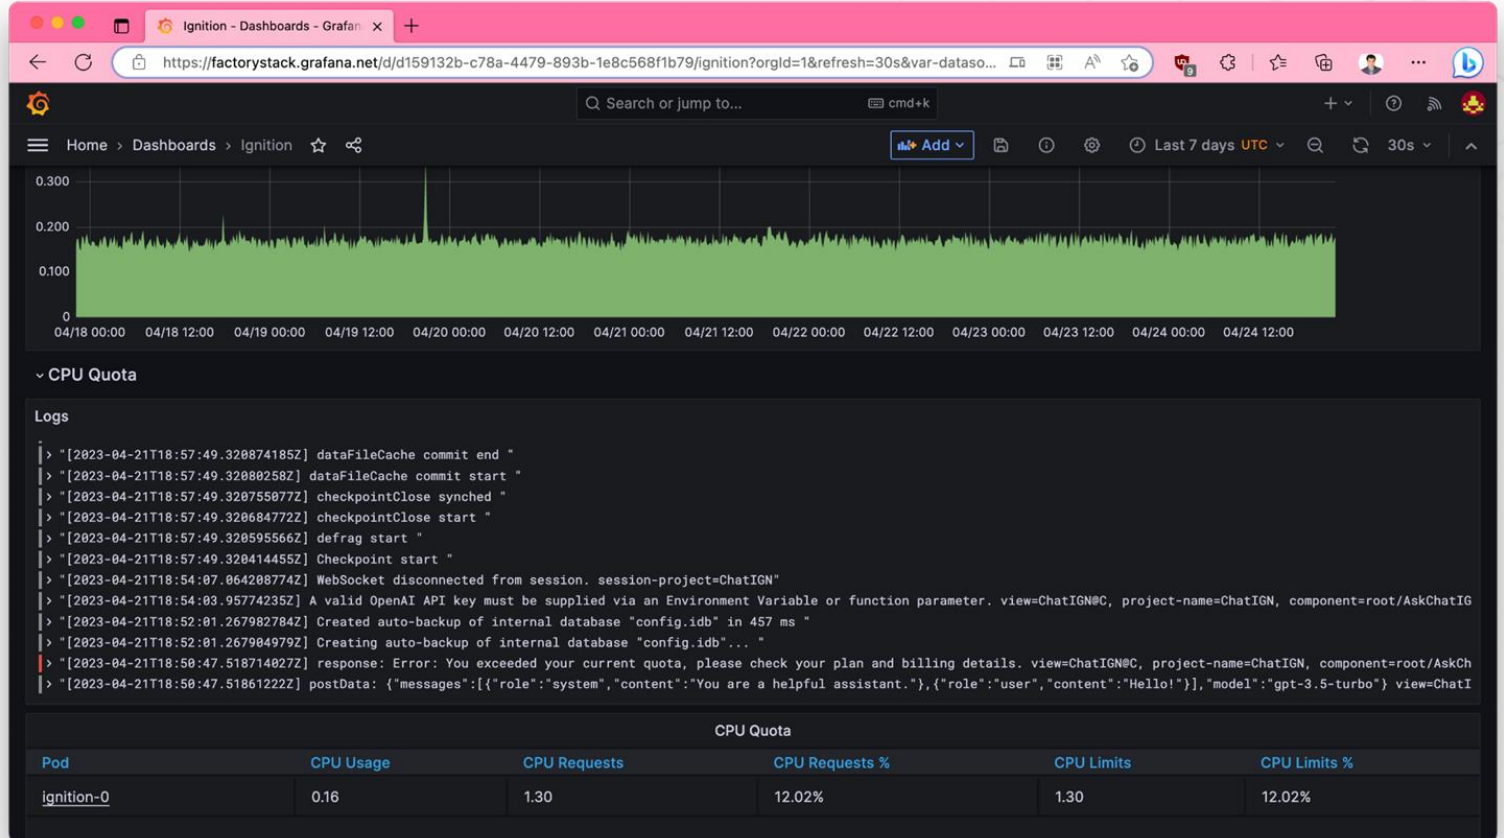 Ignition - Dashboards - Grafan
https://factorystack.grafana.net/d/d159132b-c78a-4479-893b-1e8c568f1b79/ignition?orgId=1&refresh=30s&var-dataso...
9
Search or jump to... cmd+k
Home > Dashboards > Ignition
Add
Last 7 days UTC
30s
0.300
0.200
0.100
0
04/18 00:00 04/18 12:00 04/19 00:00 04/19 12:00 04/20 00:00 04/20 12:00 04/21 00:00 04/21 12:00 04/22 00:00 04/22 12:00 04/23 00:00 04/23 12:00 04/24 00:00 04/24 12:00
CPU Quota
Logs
> "[2023-04-21T18:57:49.320874185Z] dataFileCache commit end "
> "[2023-04-21T18:57:49.32080258Z] dataFileCache commit start "
> "[2023-04-21T18:57:49.320755077Z] checkpointClose synched "
> "[2023-04-21T18:57:49.320684772Z] checkpointClose start "
> "[2023-04-21T18:57:49.320595566Z] defrag start "
> "[2023-04-21T18:57:49.320414455Z] Checkpoint start "
> "[2023-04-21T18:54:07.064208774Z] WebSocket disconnected from session. session-project=ChatIGN"
> "[2023-04-21T18:54:03.95774235Z] A valid OpenAI API key must be supplied via an Environment Variable or function parameter. view=ChatIGN@C, project-name=ChatIGN, component=root/AskChatIG
> "[2023-04-21T18:52:01.267982784Z] Created auto-backup of internal database "config.idb" in 457 ms "
> "[2023-04-21T18:52:01.267904979Z] Creating auto-backup of internal database "config.idb"... "
> "[2023-04-21T18:50:47.518714027Z] response: Error: You exceeded your current quota, please check your plan and billing details. view=ChatIGN@C, project-name=ChatIGN, component=root/AskCh
> "[2023-04-21T18:50:47.51861222Z] postData: {"messages":[{"role":"system","content":"You are a helpful assistant."},{"role":"user","content":"Hello!"}],"model":"gpt-3.5-turbo"} view=ChatI
CPU Quota
Pod CPU Usage CPU Requests CPU Requests % CPU Limits CPU Limits %
ignition-0 0.16 1.30 12.02% 1.30 12.02%